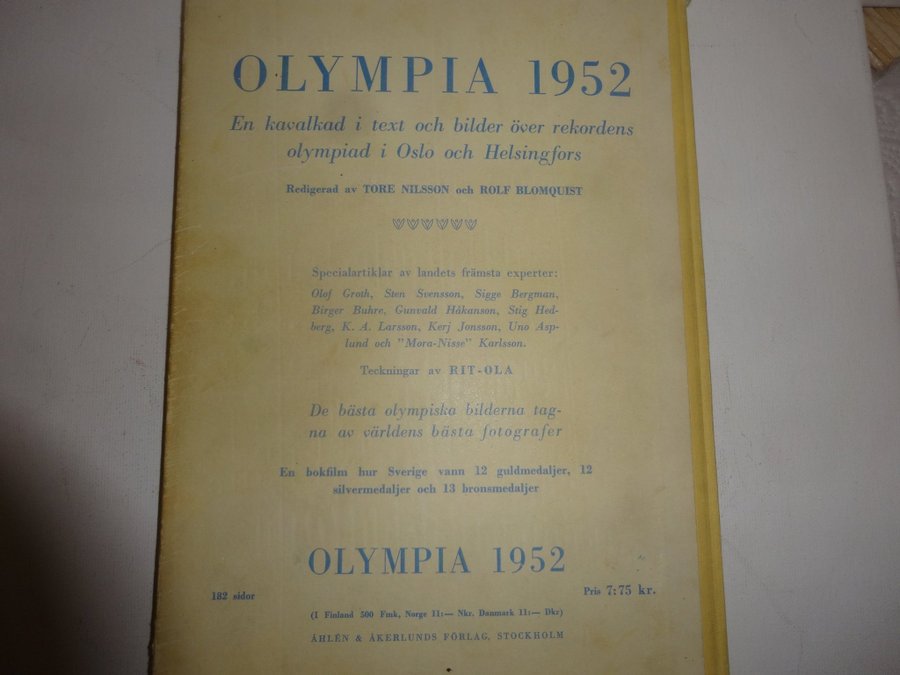 OLYMPIA 1952
En kavalkad i text och bilder över rekordens
olympiad i Oslo och Helsingfors
Redigerad av TORE NILSSON och ROLF BLOMQUIST
Specialartiklar av landets främsta experter:
Olof Groth, Sten Svensson, Sigge Bergman,
Birger Buhre, Gunvald Håkanson, Stig Hed-
berg, K. A. Larsson, Kerj Jonsson, Uno Asp-
lund och "Mora-Nisse" Karlsson.
Teckningar av RIT-OLA
De bästa olympiska bilderna tag-
na av världens bästa fotografer
En bokfilm hur Sverige vann 12 guldmedaljer, 12
silvermedaljer och 13 bronsmedaljer
OLYMPIA 1952
182 sidor
Pris 7:75 kr.
(I Finland 500 Fmk, Norge 11:— Nkr. Danmark 11:— Dkr)
ÅHLÉN & ÅKERLUNDS FÖRLAG, STOCKHOLM